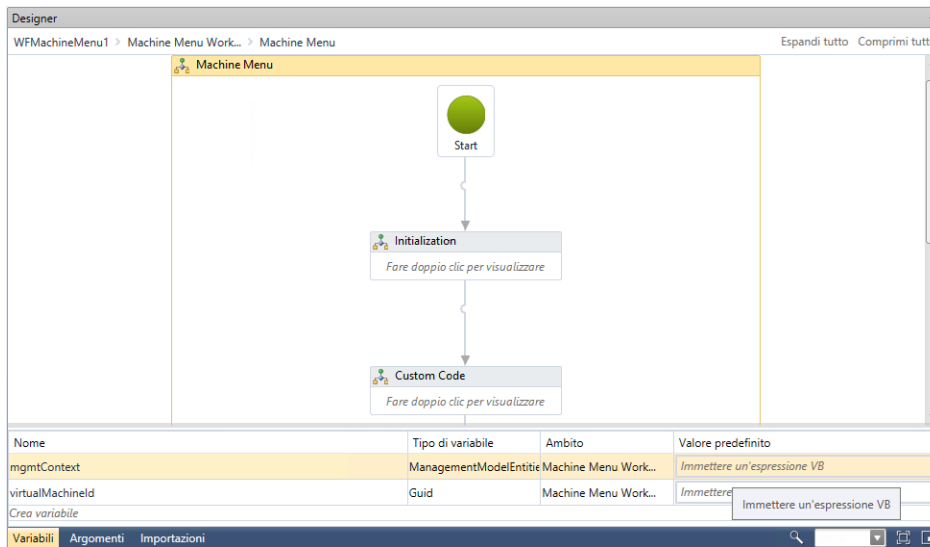 Designer
WFMachineMenu1 > Machine Menu Work... > Machine Menu
Espandi tutto Comprimi tutt
Machine Menu
Start
Initialization
Fare doppio clic per visualizzare
Custom Code
Fare doppio clic per visualizzare
Nome Tipo di variabile Ambito Valore predefinito
mgmtContext ManagementModelEntitie Machine Menu Work... Immettere un'espressione VB
virtualMachineId Guid Machine Menu Work... Immettere
Immettere un'espressione VB
Crea variabile
Variabili Argomenti Importazioni